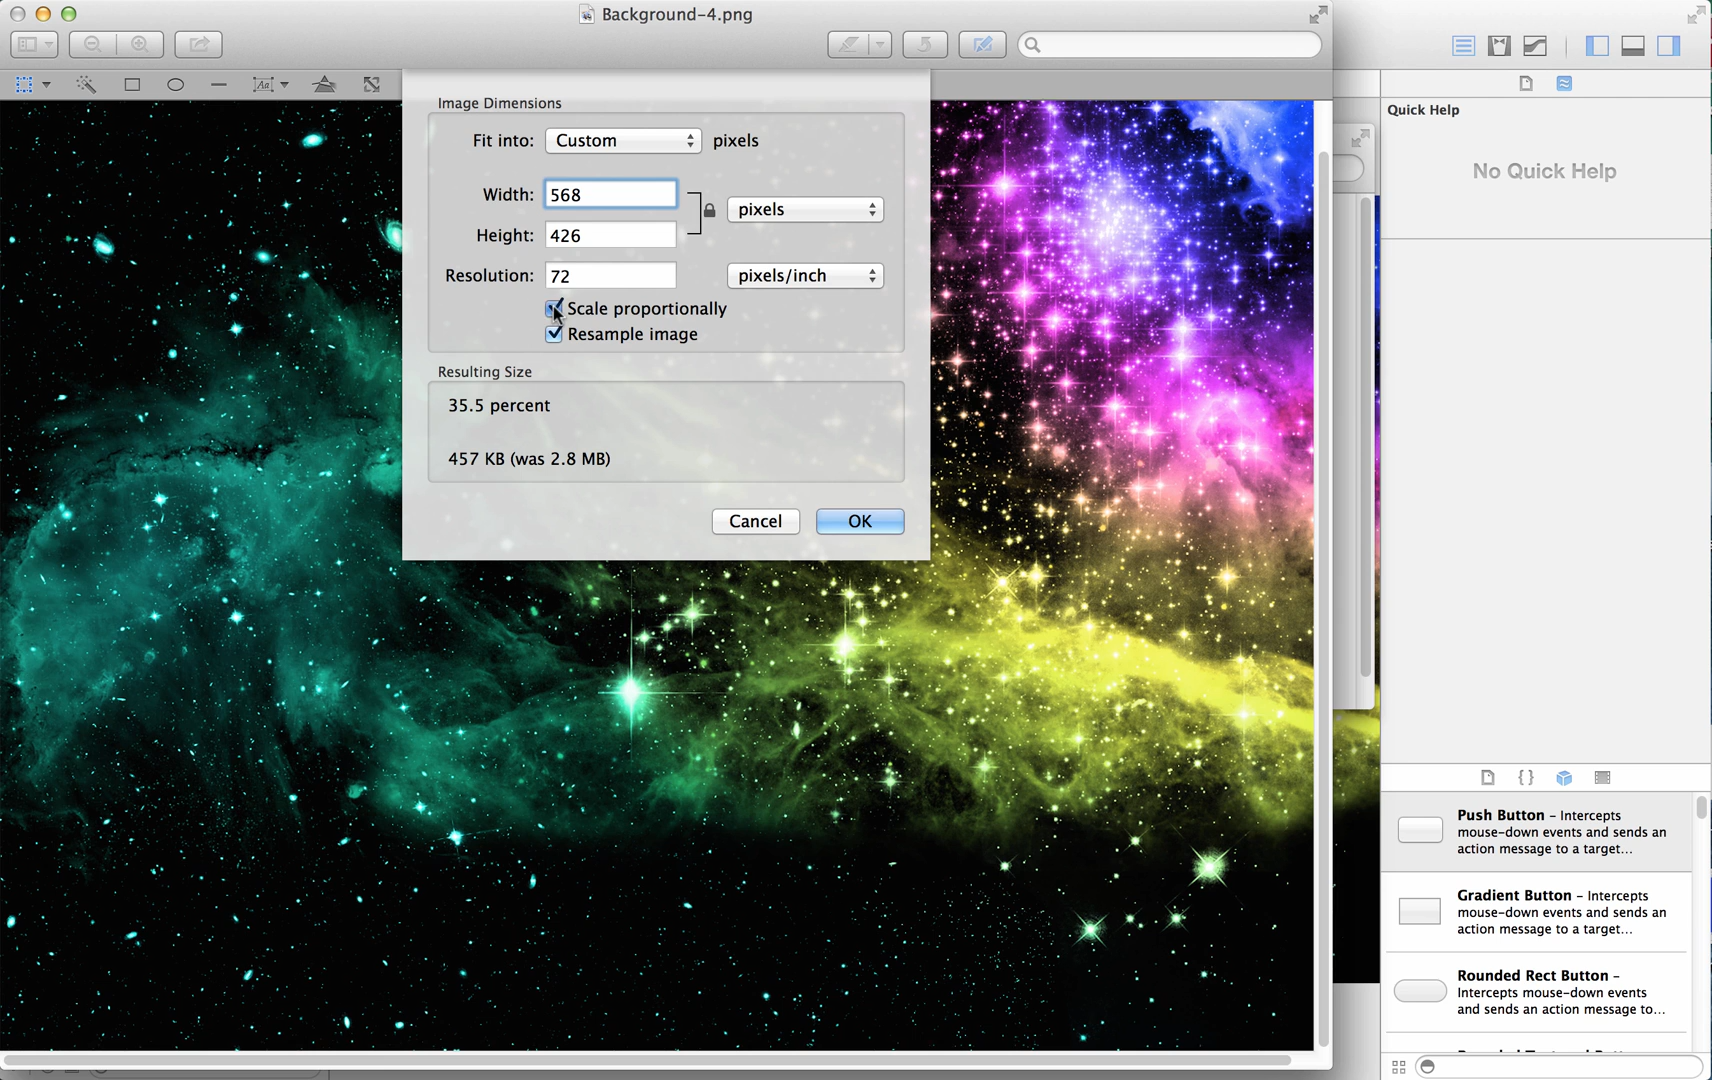 Background-4.png
Aa
Image Dimensions
Fit into: Custom pixels
Width: 568
pixels
Height: 426
Resolution: 72 pixels/inch
Scale proportionally
Resample image
Resulting Size
35.5 percent
457 KB (was 2.8 MB)
Cancel OK
Quick Help
No Quick Help
{ }
Push Button – Intercepts
mouse-down events and sends an
action message to a target...
Gradient Button – Intercepts
mouse-down events and sends an
action message to a target...
Rounded Rect Button –
Intercepts mouse-down events
and sends an action message to...